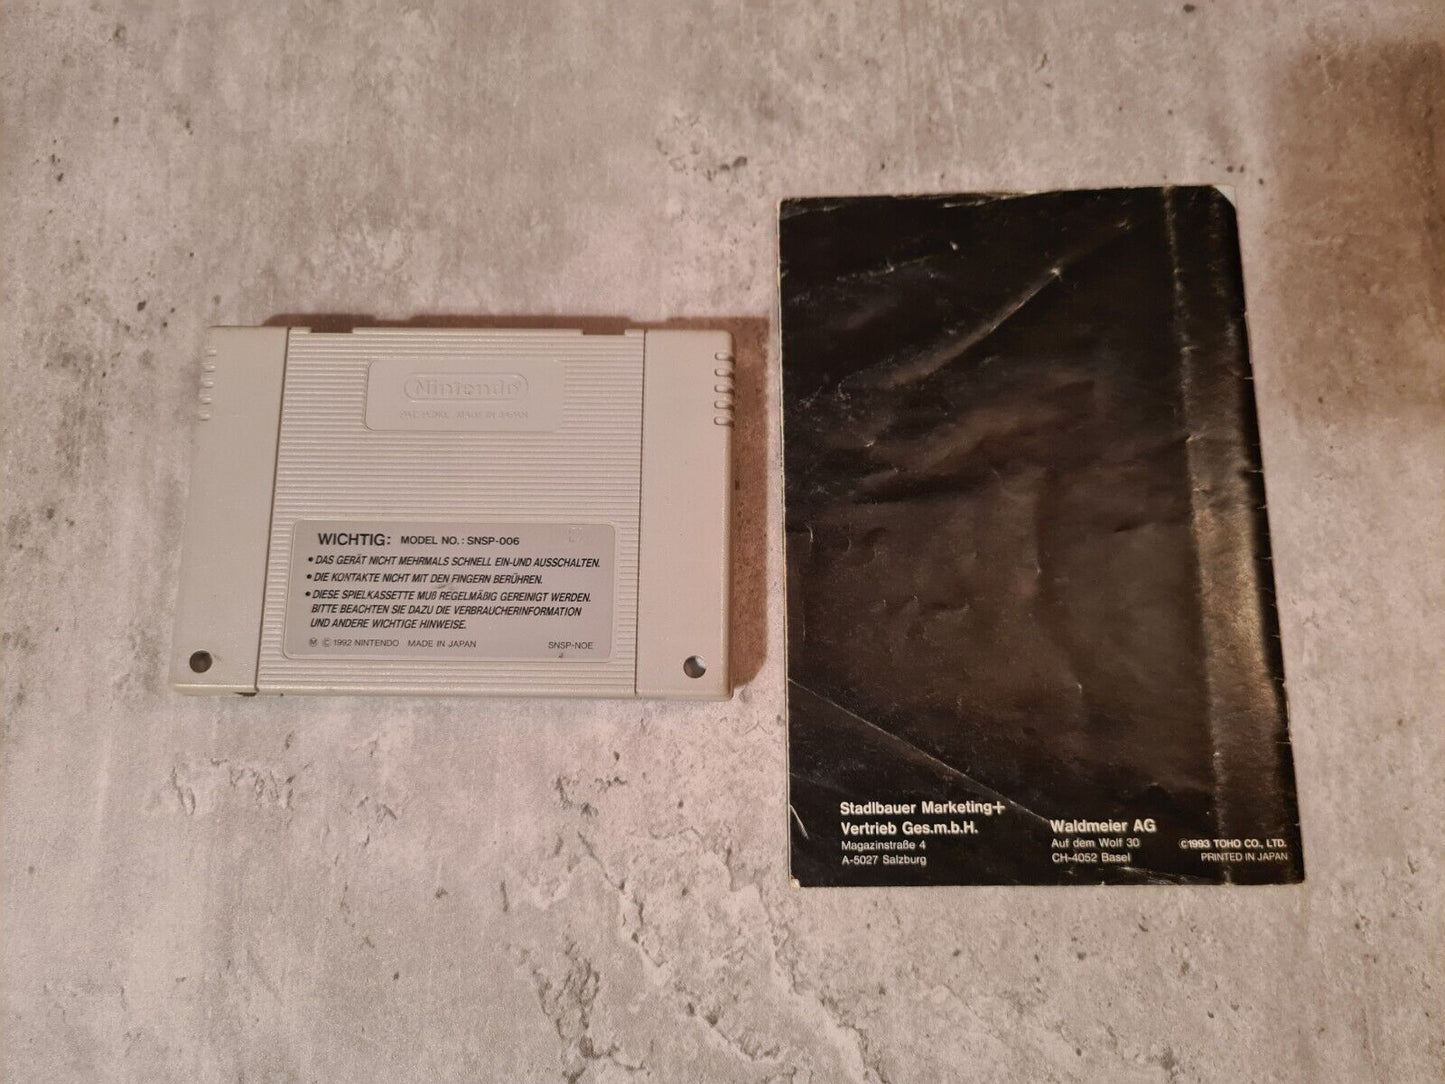 Nintendo
WICHTIG: MODEL NO.: SNSP-006
• DAS GERÄT NICHT MEHRMALS SCHNELL EIN-UND AUSSCHALTEN.
• DIE KONTAKTE NICHT MIT DEN FINGERN BERÜHREN.
• DIESE SPIELKASSETTE MUß REGELMÄßIG GEREINIGT WERDEN.
BITTE BEACHTEN SIE DAZU DIE VERBRAUCHERINFORMATION
UND ANDERE WICHTIGE HINWEISE.
Ⓜ © 1992 NINTENDO MADE IN JAPAN SNSP-NOE
Stadlbauer Marketing+
Vertrieb Ges.m.b.H.
Magazinstraße 4
A-5027 Salzburg
Waldmeier AG
Auf dem Wolf 30
CH-4052 Basel
©1993 TOHO CO., LTD.
PRINTED IN JAPAN